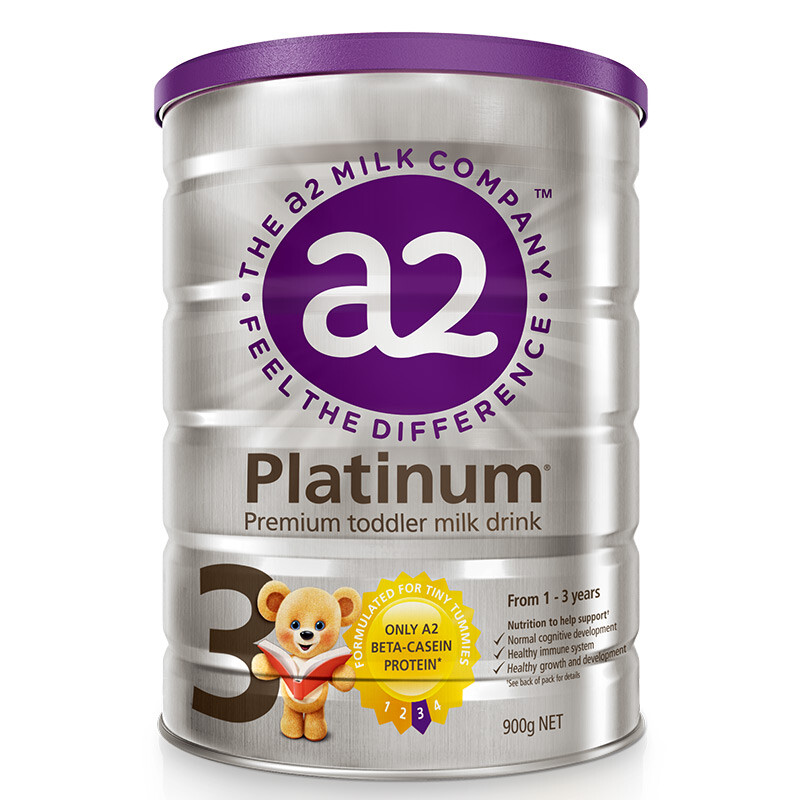 THE a2 MILK COMPANY
™
a2
• FEEL THE DIFFERENCE •
Platinum®
Premium toddler milk drink
3
FORMULATED FOR TINY TUMMIES
ONLY A2
BETA-CASEIN
PROTEIN*
1 2 3 4
From 1 - 3 years
Nutrition to help support†
✓ Normal cognitive development
✓ Healthy immune system
✓ Healthy growth and development
†See back of pack for details
900g NET